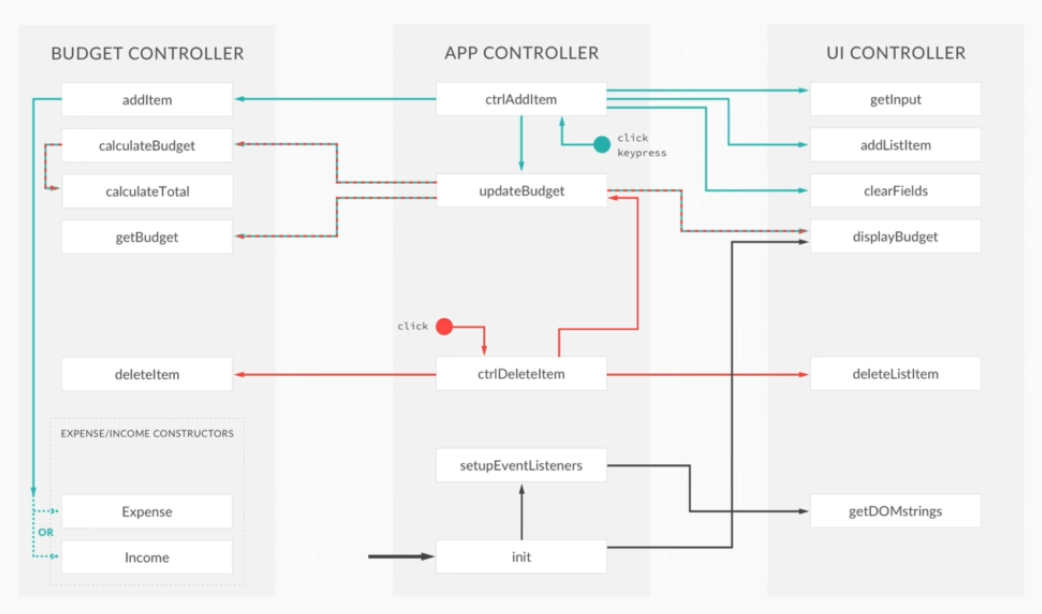 BUDGET CONTROLLER
APP CONTROLLER
UI CONTROLLER
addItem
ctrlAddItem
getInput
click
keypress
calculateBudget
addListItem
calculateTotal
updateBudget
clearFields
getBudget
displayBudget
click
deleteItem
ctrlDeleteItem
deleteListItem
EXPENSE/INCOME CONSTRUCTORS
setupEventListeners
Expense
getDOMstrings
OR
Income
init